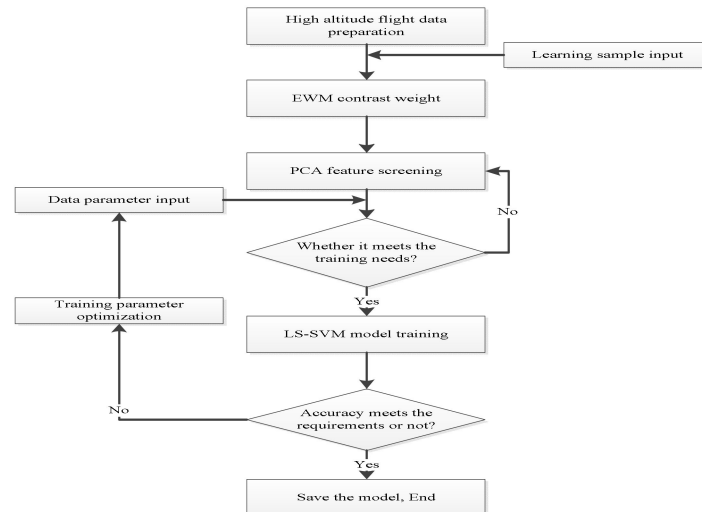 High altitude flight data
preparation
Learning sample input
EWM contrast weight
PCA feature screening
Data parameter input
No
Whether it meets the
training needs?
Yes
Training parameter
optimization
LS-SVM model training
No
Accuracy meets the
requirements or not?
Yes
Save the model, End